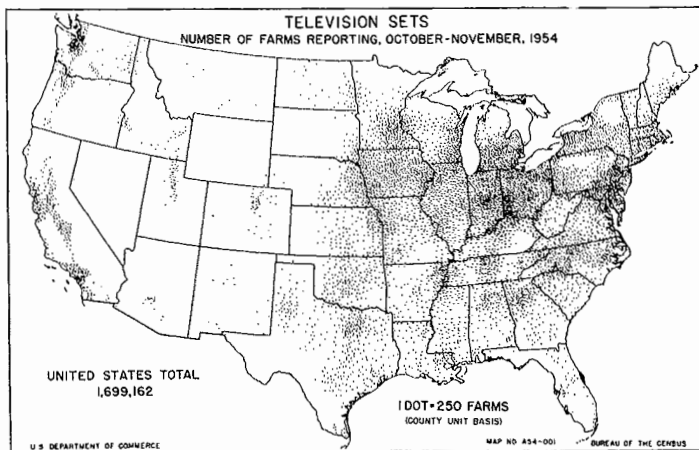 TELEVISION SETS
NUMBER OF FARMS REPORTING, OCTOBER-NOVEMBER, 1954
UNITED STATES TOTAL
1,699,162
1 DOT=250 FARMS
(COUNTY UNIT BASIS)
U S DEPARTMENT OF COMMERCE
MAP NO A54-001
BUREAU OF THE CENSUS